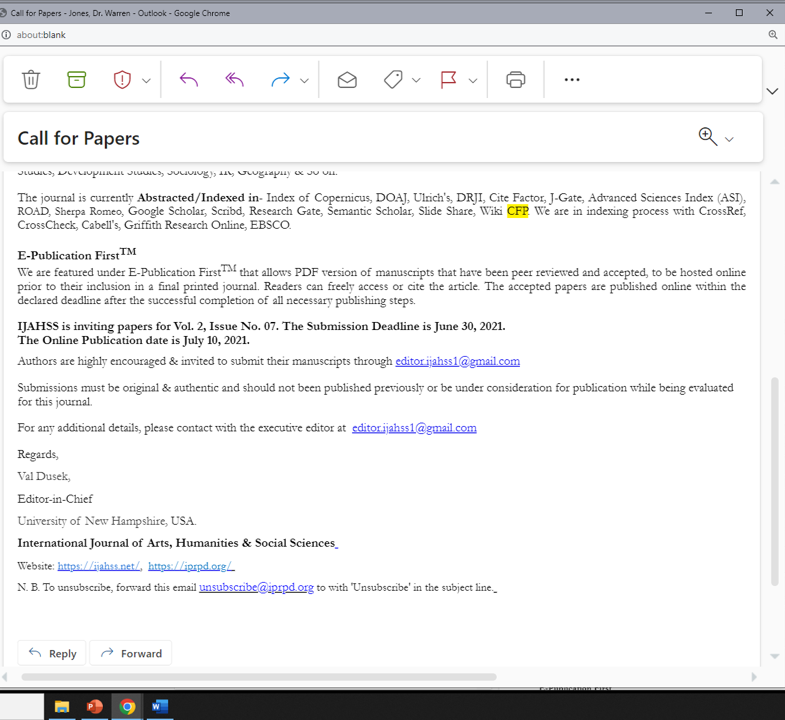 Call for Papers - Jones, Dr. Warren - Outlook - Google Chrome
about:blank
Call for Papers
Studies, Development Studies, Sociology, IR, Geography & So on.
The journal is currently Abstracted/Indexed in- Index of Copernicus, DOAJ, Ulrich's, DRJI, Cite Factor, J-Gate, Advanced Sciences Index (ASI),
ROAD, Sherpa Romeo, Google Scholar, Scribd, Research Gate, Semantic Scholar, Slide Share, Wiki CFP. We are in indexing process with CrossRef,
CrossCheck, Cabell's, Griffith Research Online, EBSCO.
E-Publication FirstTM
We are featured under E-Publication FirstTM that allows PDF version of manuscripts that have been peer reviewed and accepted, to be hosted online
prior to their inclusion in a final printed journal. Readers can freely access or cite the article. The accepted papers are published online within the
declared deadline after the successful completion of all necessary publishing steps.
IJAHSS is inviting papers for Vol. 2, Issue No. 07. The Submission Deadline is June 30, 2021.
The Online Publication date is July 10, 2021.
Authors are highly encouraged & invited to submit their manuscripts through editor.ijahss1@gmail.com
Submissions must be original & authentic and should not been published previously or be under consideration for publication while being evaluated
for this journal.
For any additional details, please contact with the executive editor at editor.ijahss1@gmail.com
Regards,
Val Dusek,
Editor-in-Chief
University of New Hampshire, USA.
International Journal of Arts, Humanities & Social Sciences
Website: https://ijahss.net/, https://iprpd.org/
N. B. To unsubscribe, forward this email unsubscribe@iprpd.org to with 'Unsubscribe' in the subject line.
Reply
Forward
E-Publication First